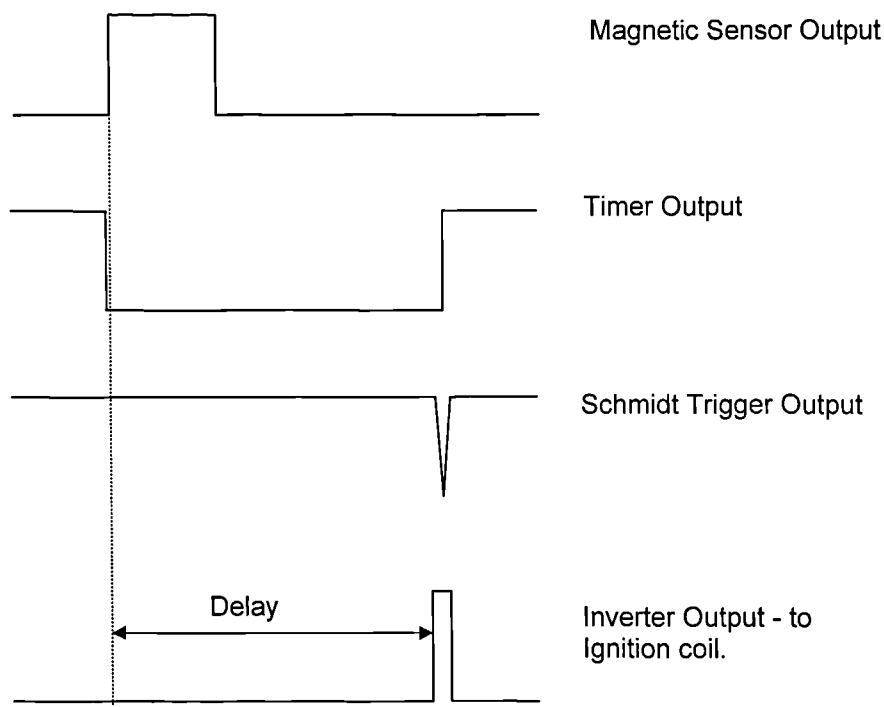 Magnetic Sensor Output
Timer Output
Schmidt Trigger Output
Delay
Inverter Output - to
Ignition coil.